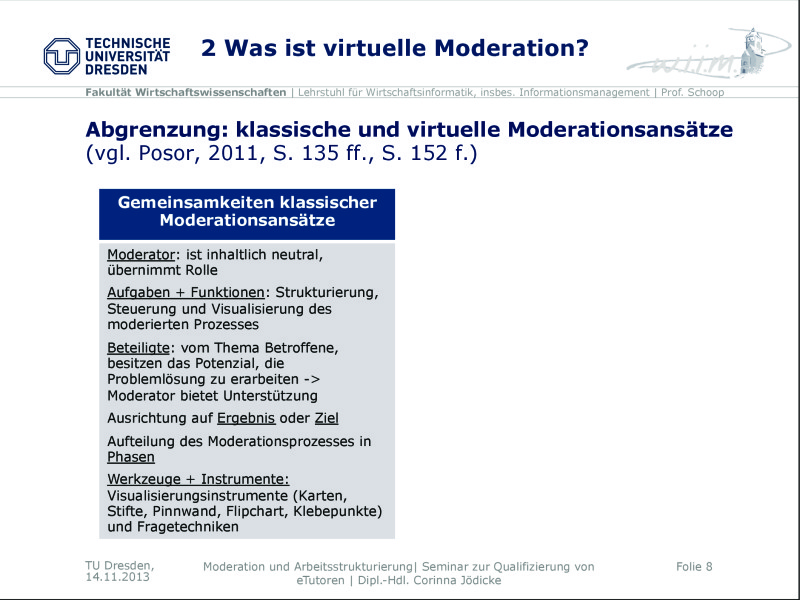 TECHNISCHE
UNIVERSITÄT
DRESDEN
2 Was ist virtuelle Moderation?
w.i.i.m.
Fakultät Wirtschaftswissenschaften | Lehrstuhl für Wirtschaftsinformatik, insbes. Informationsmanagement | Prof. Schoop
Abgrenzung: klassische und virtuelle Moderationsansätze
(vgl. Posor, 2011, S. 135 ff., S. 152 f.)
Gemeinsamkeiten klassischer
Moderationsansätze
Moderator: ist inhaltlich neutral,
übernimmt Rolle
Aufgaben + Funktionen: Strukturierung,
Steuerung und Visualisierung des
moderierten Prozesses
Beteiligte: vom Thema Betroffene,
besitzen das Potenzial, die
Problemlösung zu erarbeiten ->
Moderator bietet Unterstützung
Ausrichtung auf Ergebnis oder Ziel
Aufteilung des Moderationsprozesses in
Phasen
Werkzeuge + Instrumente:
Visualisierungsinstrumente (Karten,
Stifte, Pinnwand, Flipchart, Klebepunkte)
und Fragetechniken
TU Dresden,
14.11.2013
Moderation und Arbeitsstrukturierung| Seminar zur Qualifizierung von
eTutoren | Dipl.-Hdl. Corinna Jödicke
Folie 8